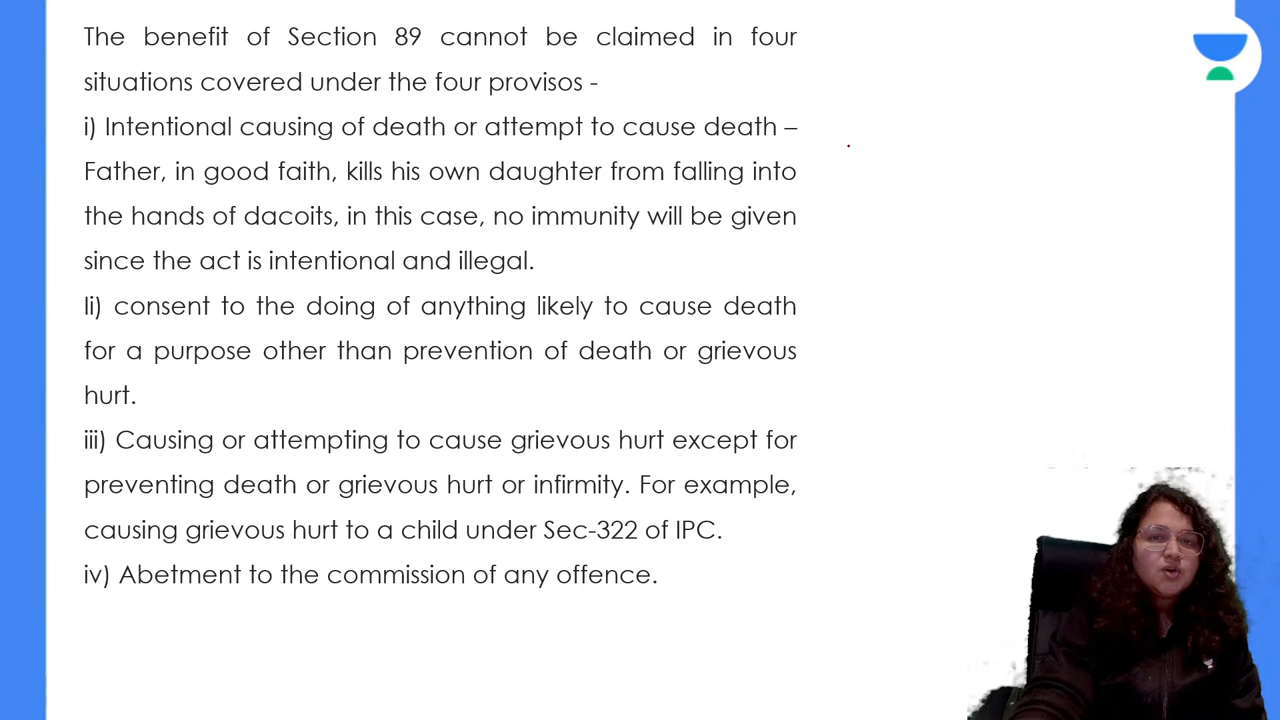 The benefit of Section 89 cannot be claimed in four
situations covered under the four provisos -
i) Intentional causing of death or attempt to cause death –
Father, in good faith, kills his own daughter from falling into
the hands of dacoits, in this case, no immunity will be given
since the act is intentional and illegal.
Ii) consent to the doing of anything likely to cause death
for a purpose other than prevention of death or grievous
hurt.
iii) Causing or attempting to cause grievous hurt except for
preventing death or grievous hurt or infirmity. For example,
causing grievous hurt to a child under Sec-322 of IPC.
iv) Abetment to the commission of any offence.